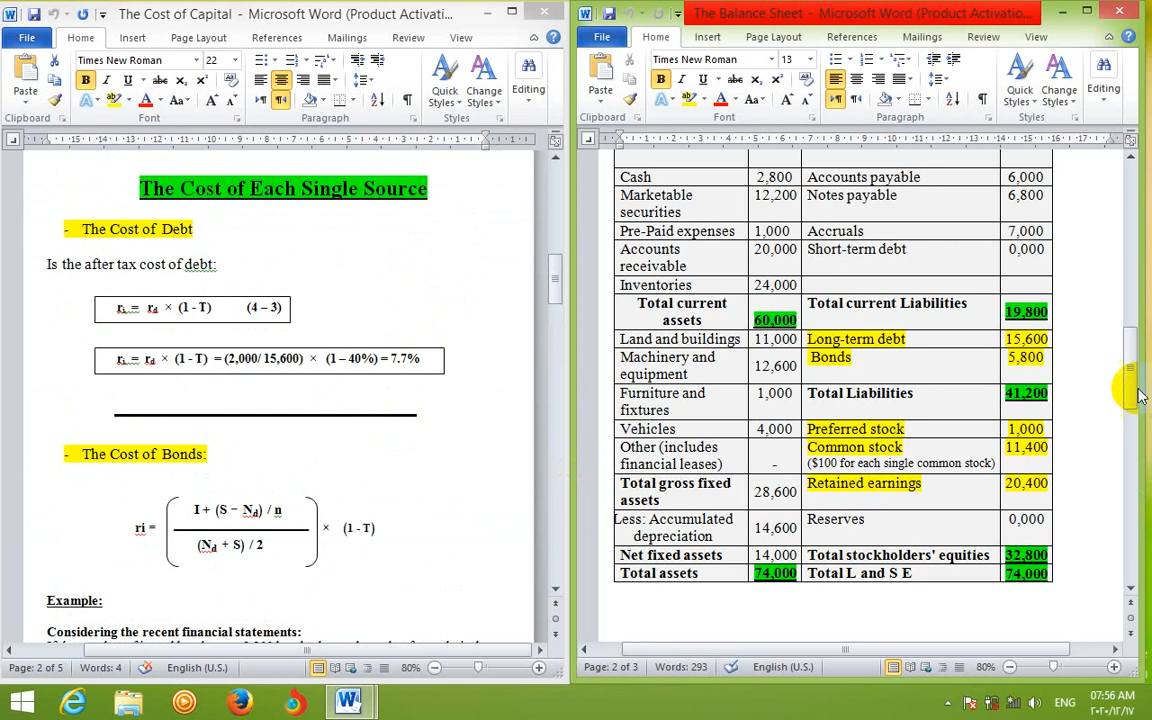 The Cost of Capital - Microsoft Word (Product Activati...
File Home Insert Page Layout References Mailings Review View
Times New Roman 22
Paste
Quick Styles
Change Styles
Editing
Clipboard Font Paragraph Styles
The Cost of Each Single Source
- The Cost of Debt
Is the after tax cost of debt:
ri = rd × (1 - T) (4 – 3)
ri = rd × (1 - T) = (2,000/ 15,600) × (1 – 40%) = 7.7%
- The Cost of Bonds:
ri =
I + (S − Nd) / n
(Nd + S) / 2
× (1 - T)
Example:
Considering the recent financial statements:
Page: 2 of 5 Words: 4 English (U.S.) 80%
The Balance Sheet - Microsoft Word (Product Activatio...
File Home Insert Page Layout References Mailings Review View
Times New Roman 13
Paste
Quick Styles
Change Styles
Editing
Clipboard Font Paragraph Styles
Cash 2,800 Accounts payable 6,000
Marketable securities 12,200 Notes payable 6,800
Pre-Paid expenses 1,000 Accruals 7,000
Accounts receivable 20,000 Short-term debt 0,000
Inventories 24,000
Total current assets 60,000 Total current Liabilities 19,800
Land and buildings 11,000 Long-term debt 15,600
Machinery and equipment 12,600 Bonds 5,800
Furniture and fixtures 1,000 Total Liabilities 41,200
Vehicles 4,000 Preferred stock 1,000
Other (includes financial leases) - Common stock ($100 for each single common stock) 11,400
Total gross fixed assets 28,600 Retained earnings 20,400
Less: Accumulated depreciation 14,600 Reserves 0,000
Net fixed assets 14,000 Total stockholders' equities 32,800
Total assets 74,000 Total L and S E 74,000
Page: 2 of 3 Words: 293 English (U.S.) 80%
ENG
07:56 AM
٢٠٢٠/١٢/١٧